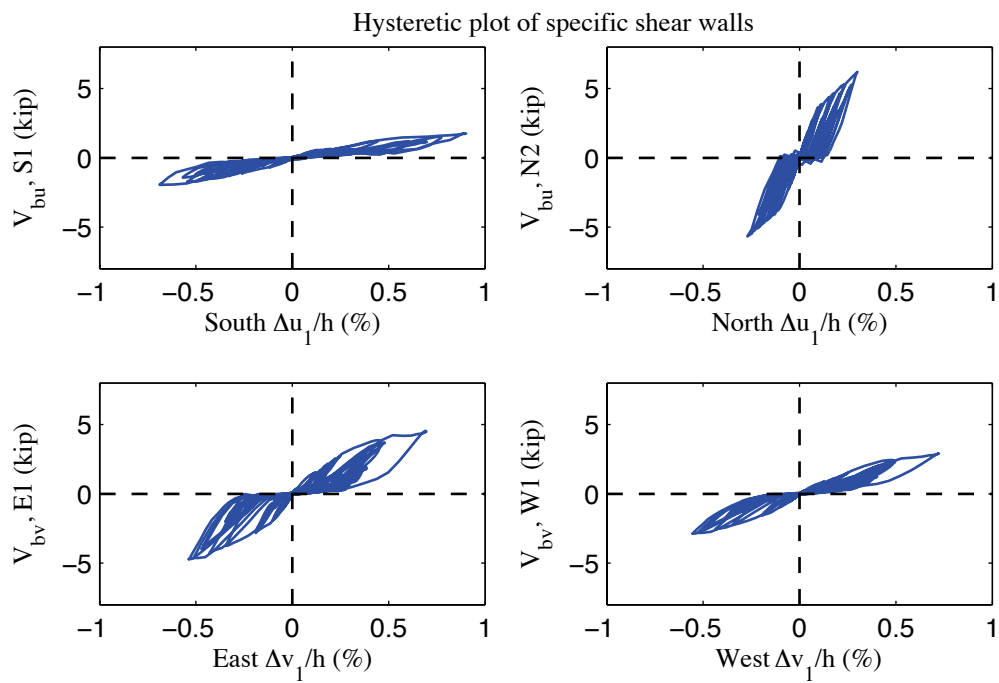 Hysteretic plot of specific shear walls
V_bu, S1 (kip)
5
0
−5
−1 −0.5 0 0.5 1
South Δu_1/h (%)
V_bu, N2 (kip)
5
0
−5
−1 −0.5 0 0.5 1
North Δu_1/h (%)
V_bv, E1 (kip)
5
0
−5
−1 −0.5 0 0.5 1
East Δv_1/h (%)
V_bv, W1 (kip)
5
0
−5
−1 −0.5 0 0.5 1
West Δv_1/h (%)